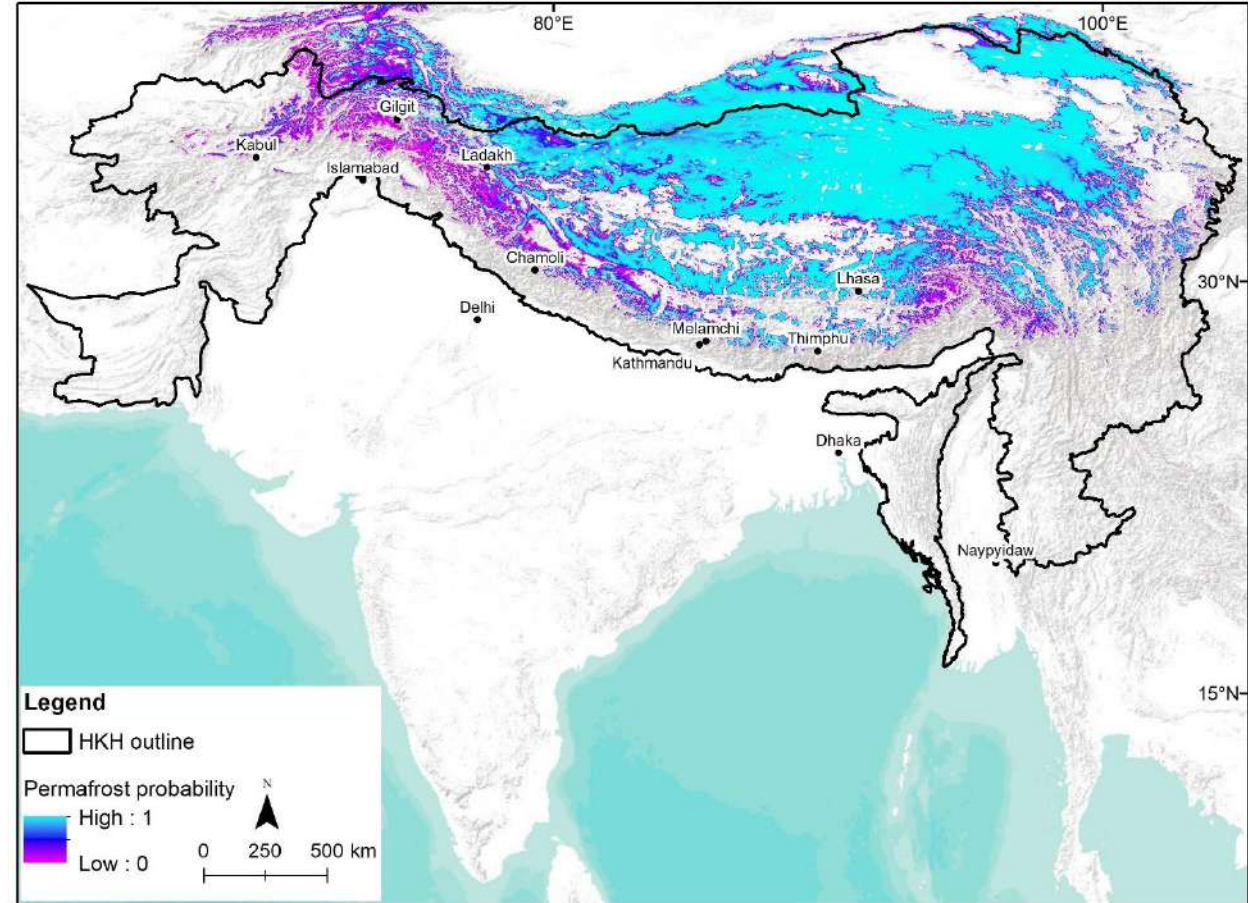 80°E
100°E
Gilgit
Kabul
Ladakh
Islamabad
Chamoli
Lhasa
30°N
Delhi
Melamchi
Thimphu
Kathmandu
Dhaka
Naypyidaw
15°N
Legend
HKH outline
Permafrost probability
High : 1
Low : 0
N
0 250 500 km